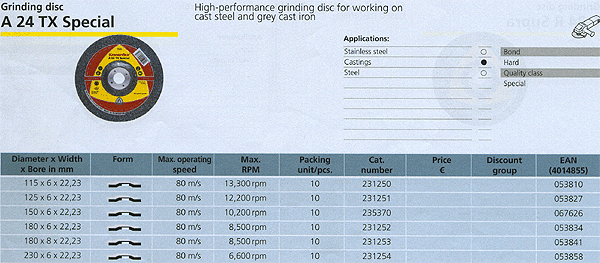 Grinding disc
A 24 TX Special
High-performance grinding disc for working on
cast steel and grey cast iron
Applications:
Stainless steel ○ Bond
Castings ● Hard
Steel ○ Quality class
Special
Diameter x Width x Bore in mm Form Max. operating speed Max. RPM Packing unit/pcs. Cat. number Price € Discount group EAN (4014855)
115 x 6 x 22,23 80 m/s 13,300 rpm 10 231250 053810
125 x 6 x 22,23 80 m/s 12,200 rpm 10 231251 053827
150 x 6 x 22,23 80 m/s 10,200 rpm 10 235370 067626
180 x 6 x 22,23 80 m/s 8,500 rpm 10 231252 053834
180 x 8 x 22,23 80 m/s 8,500 rpm 10 231253 053841
230 x 6 x 22,23 80 m/s 6,600 rpm 10 231254 053858